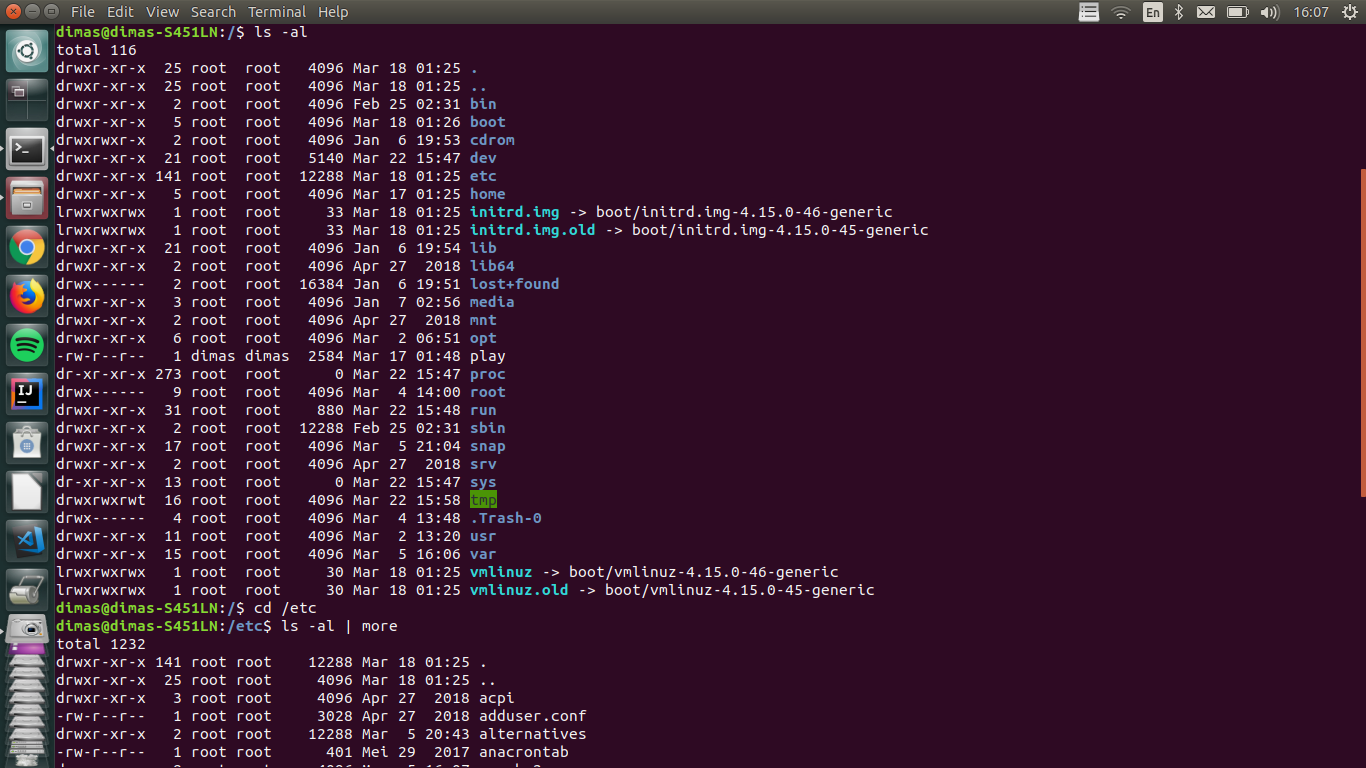 File Edit View Search Terminal Help En 16:07
dimas@dimas-S451LN:/$ ls -al
total 116
drwxr-xr-x  25 root  root   4096 Mar 18 01:25 .
drwxr-xr-x  25 root  root   4096 Mar 18 01:25 ..
drwxr-xr-x   2 root  root   4096 Feb 25 02:31 bin
drwxr-xr-x   5 root  root   4096 Mar 18 01:26 boot
drwxrwxr-x   2 root  root   4096 Jan  6 19:53 cdrom
drwxr-xr-x  21 root  root   5140 Mar 22 15:47 dev
drwxr-xr-x 141 root  root  12288 Mar 18 01:25 etc
drwxr-xr-x   5 root  root   4096 Mar 17 01:25 home
lrwxrwxrwx   1 root  root     33 Mar 18 01:25 initrd.img -> boot/initrd.img-4.15.0-46-generic
lrwxrwxrwx   1 root  root     33 Mar 18 01:25 initrd.img.old -> boot/initrd.img-4.15.0-45-generic
drwxr-xr-x  21 root  root   4096 Jan  6 19:54 lib
drwxr-xr-x   2 root  root   4096 Apr 27  2018 lib64
drwx------   2 root  root  16384 Jan  6 19:51 lost+found
drwxr-xr-x   3 root  root   4096 Jan  7 02:56 media
drwxr-xr-x   2 root  root   4096 Apr 27  2018 mnt
drwxr-xr-x   6 root  root   4096 Mar  2 06:51 opt
-rw-r--r--   1 dimas dimas  2584 Mar 17 01:48 play
dr-xr-xr-x 273 root  root      0 Mar 22 15:47 proc
drwx------   9 root  root   4096 Mar  4 14:00 root
drwxr-xr-x  31 root  root    880 Mar 22 15:48 run
drwxr-xr-x   2 root  root  12288 Feb 25 02:31 sbin
drwxr-xr-x  17 root  root   4096 Mar  5 21:04 snap
drwxr-xr-x   2 root  root   4096 Apr 27  2018 srv
dr-xr-xr-x  13 root  root      0 Mar 22 15:47 sys
drwxrwxrwt  16 root  root   4096 Mar 22 15:58 tmp
drwx------   4 root  root   4096 Mar  4 13:48 .Trash-0
drwxr-xr-x  11 root  root   4096 Mar  2 13:20 usr
drwxr-xr-x  15 root  root   4096 Mar  5 16:06 var
lrwxrwxrwx   1 root  root     30 Mar 18 01:25 vmlinuz -> boot/vmlinuz-4.15.0-46-generic
lrwxrwxrwx   1 root  root     30 Mar 18 01:25 vmlinuz.old -> boot/vmlinuz-4.15.0-45-generic
dimas@dimas-S451LN:/$ cd /etc
dimas@dimas-S451LN:/etc$ ls -al | more
total 1232
drwxr-xr-x 141 root root    12288 Mar 18 01:25 .
drwxr-xr-x  25 root root     4096 Mar 18 01:25 ..
drwxr-xr-x   3 root root     4096 Apr 27  2018 acpi
-rw-r--r--   1 root root     3028 Apr 27  2018 adduser.conf
drwxr-xr-x   2 root root    12288 Mar  5 20:43 alternatives
-rw-r--r--   1 root root      401 Mei 29  2017 anacrontab
IJ